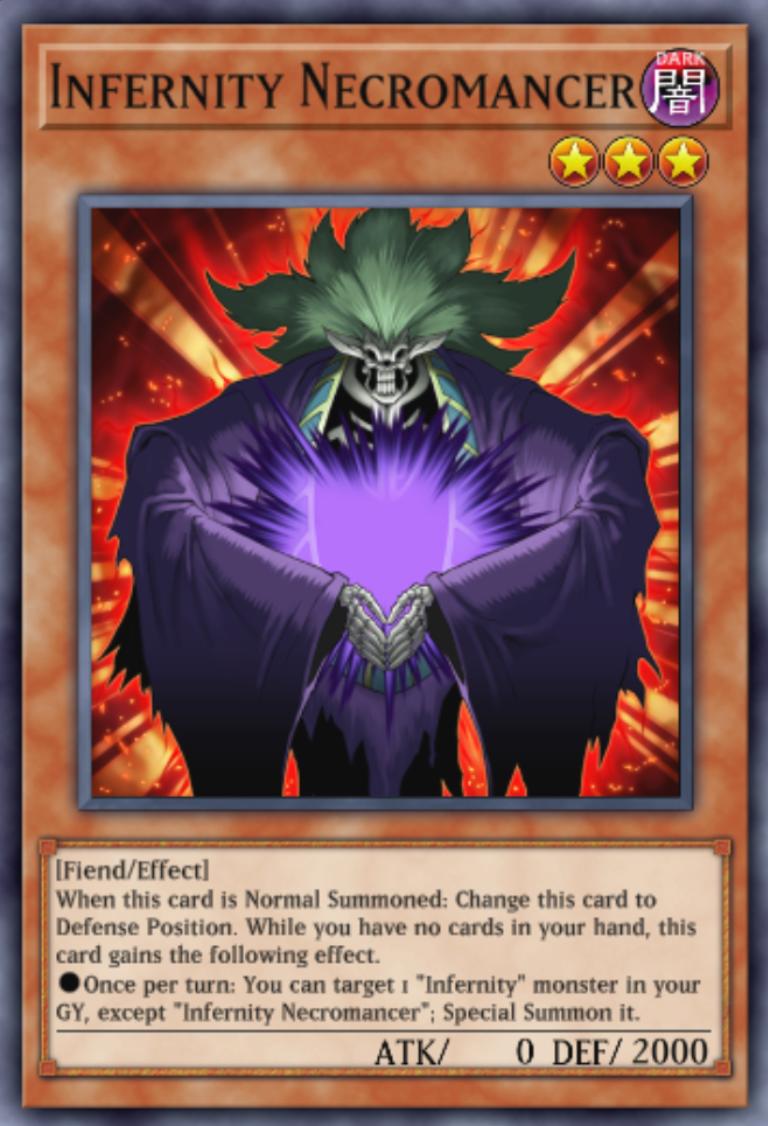 INFERNITY NECROMANCER
DARK
闇
[Fiend/Effect]
When this card is Normal Summoned: Change this card to
Defense Position. While you have no cards in your hand, this
card gains the following effect.
●Once per turn: You can target 1 "Infernity" monster in your
GY, except "Infernity Necromancer"; Special Summon it.
ATK/ 0 DEF/ 2000